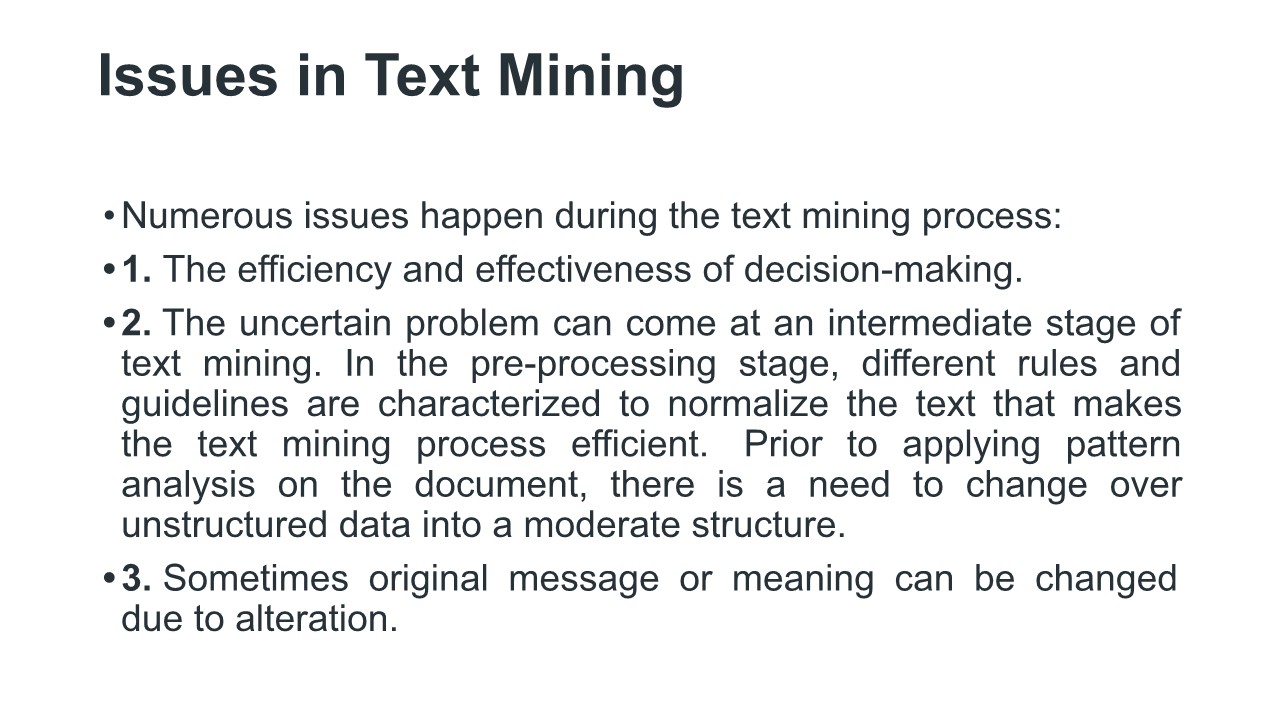 Issues in Text Mining
• Numerous issues happen during the text mining process:
• 1. The efficiency and effectiveness of decision-making.
• 2. The uncertain problem can come at an intermediate stage of
text mining. In the pre-processing stage, different rules and
guidelines are characterized to normalize the text that makes
the text mining process efficient. Prior to applying pattern
analysis on the document, there is a need to change over
unstructured data into a moderate structure.
• 3. Sometimes original message or meaning can be changed
due to alteration.